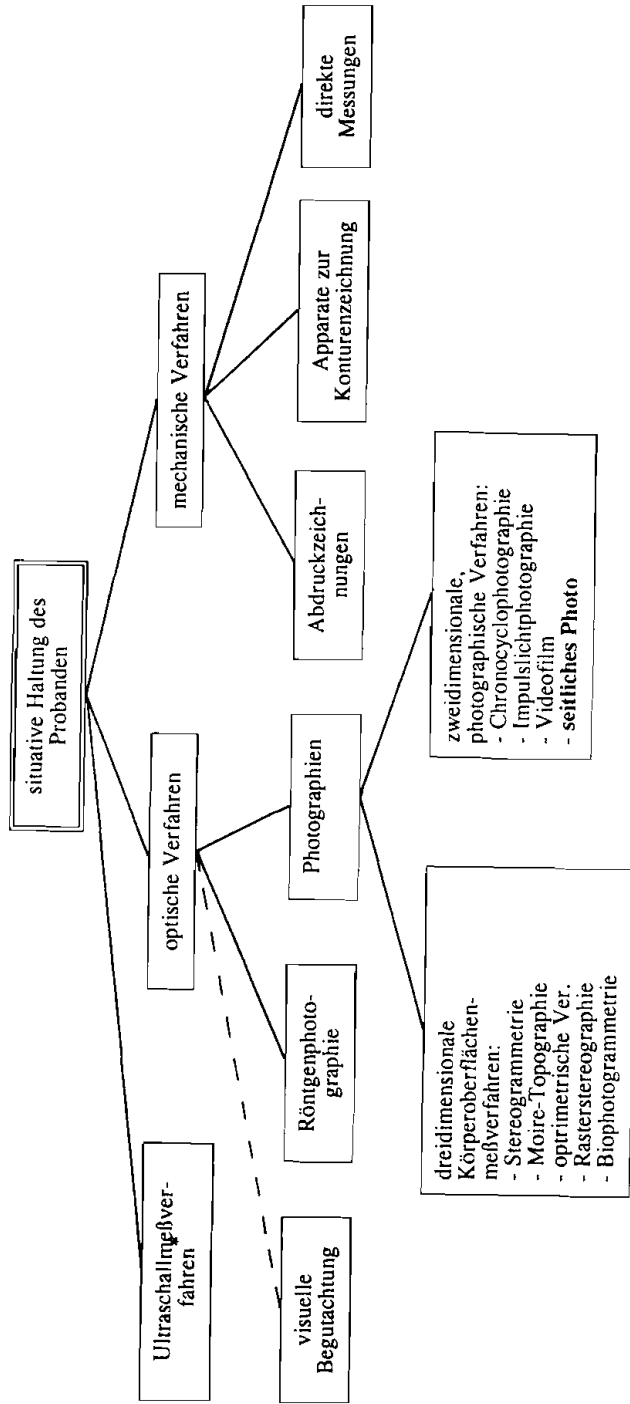 situative Haltung des
Probanden
Ultraschallmeßver-
fahren
optische Verfahren
mechanische Verfahren
visuelle
Begutachtung
Röntgenphoto-
graphie
Photographien
Abdruckzeich-
nungen
Apparate zur
Konturenzeichnung
direkte
Messungen
dreidimensionale
Körperoberflächen-
meßverfahren:
- Stereogrammetrie
- Moire-Topographie
- optrimetrische Ver.
- Rasterstereographie
- Biophotogrammetrie
zweidimensionale,
photographische Verfahren:
- Chronocyclophotographie
- Impulslichtphotographie
- Videofilm
- seitliches Photo